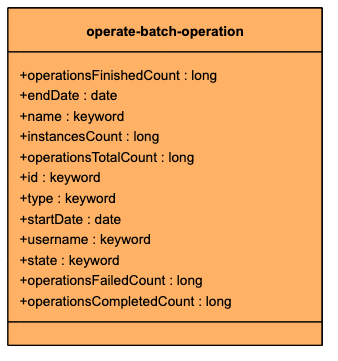 operate-batch-operation
+operationsFinishedCount : long
+endDate : date
+name : keyword
+instancesCount : long
+operationsTotalCount : long
+id : keyword
+type : keyword
+startDate : date
+username : keyword
+state : keyword
+operationsFailedCount : long
+operationsCompletedCount : long